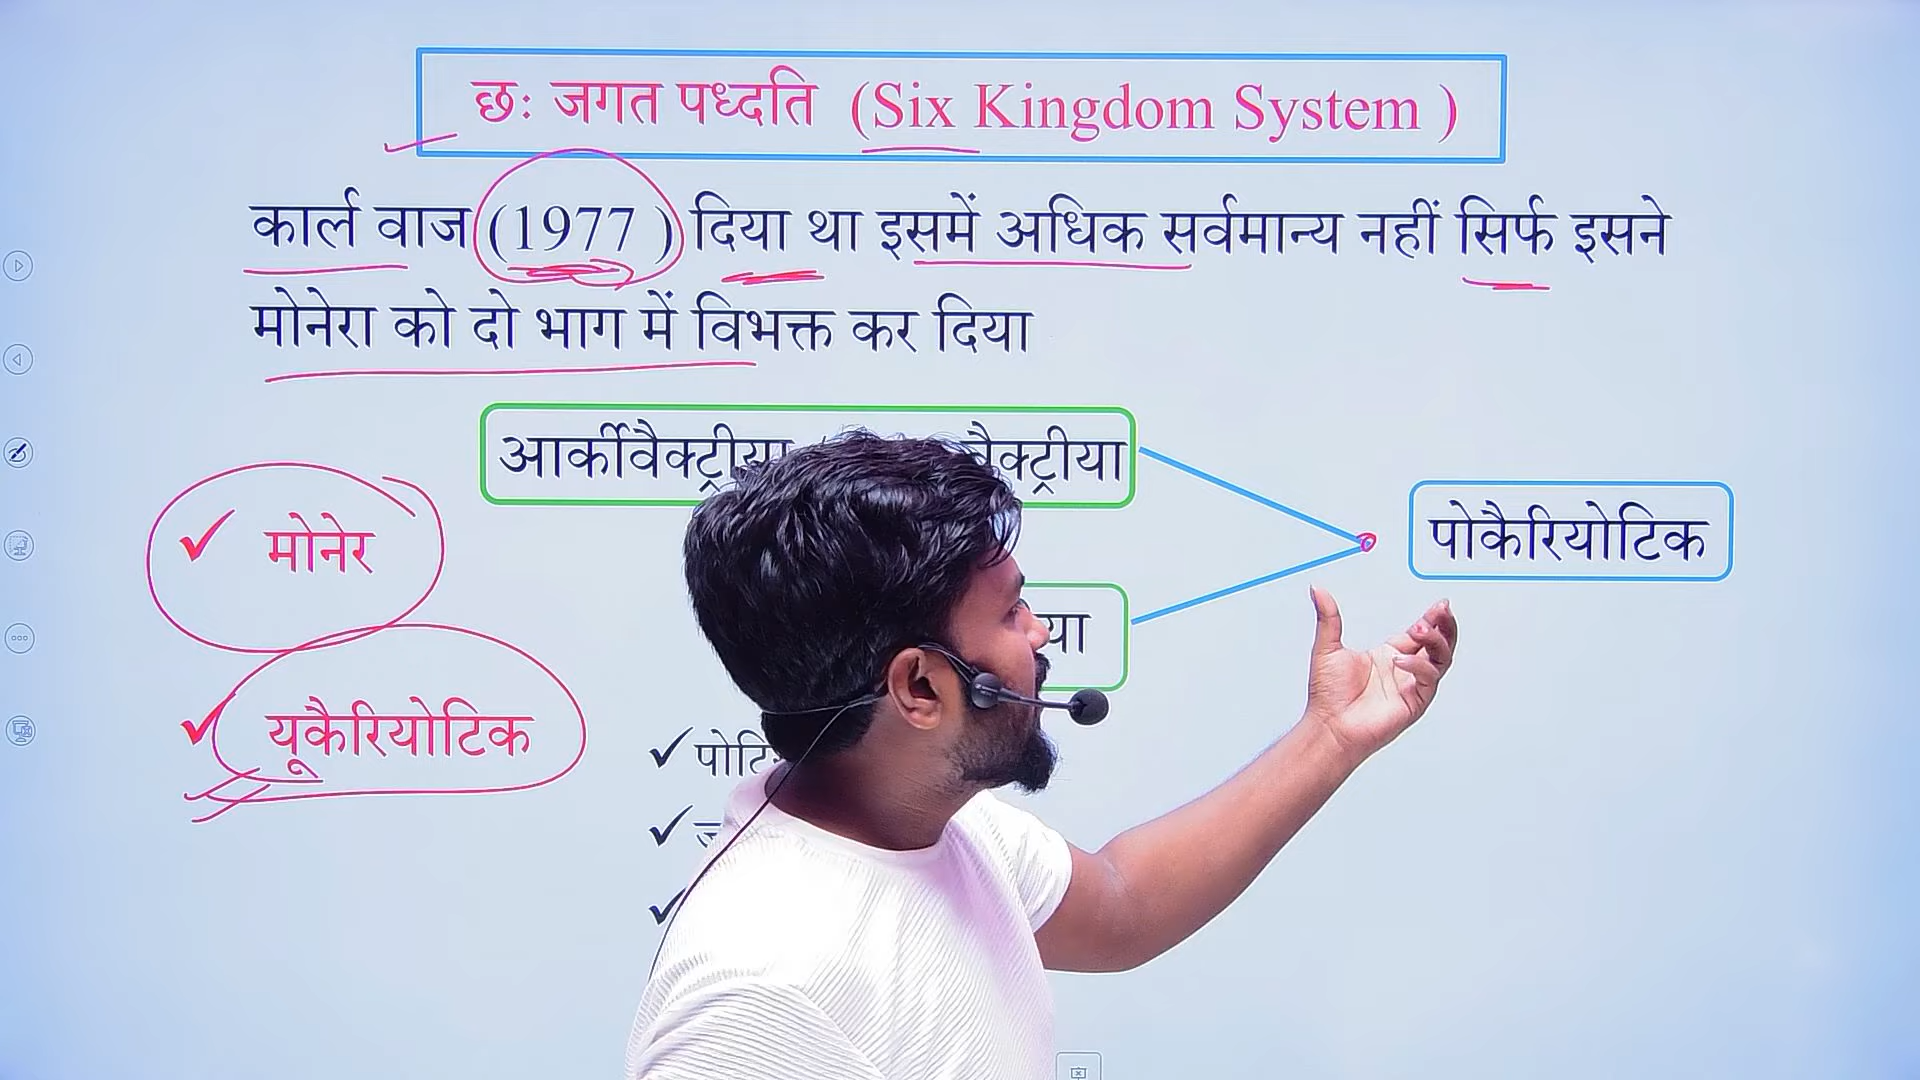 छः जगत पध्दति (Six Kingdom System )
कार्ल वाज (1977 ) दिया था इसमें अधिक सर्वमान्य नहीं सिर्फ इसने
मोनेरा को दो भाग में विभक्त कर दिया
आर्कीवैक्ट्रीया
पोकैरियोटिक
मोनेर
यूकैरियोटिक